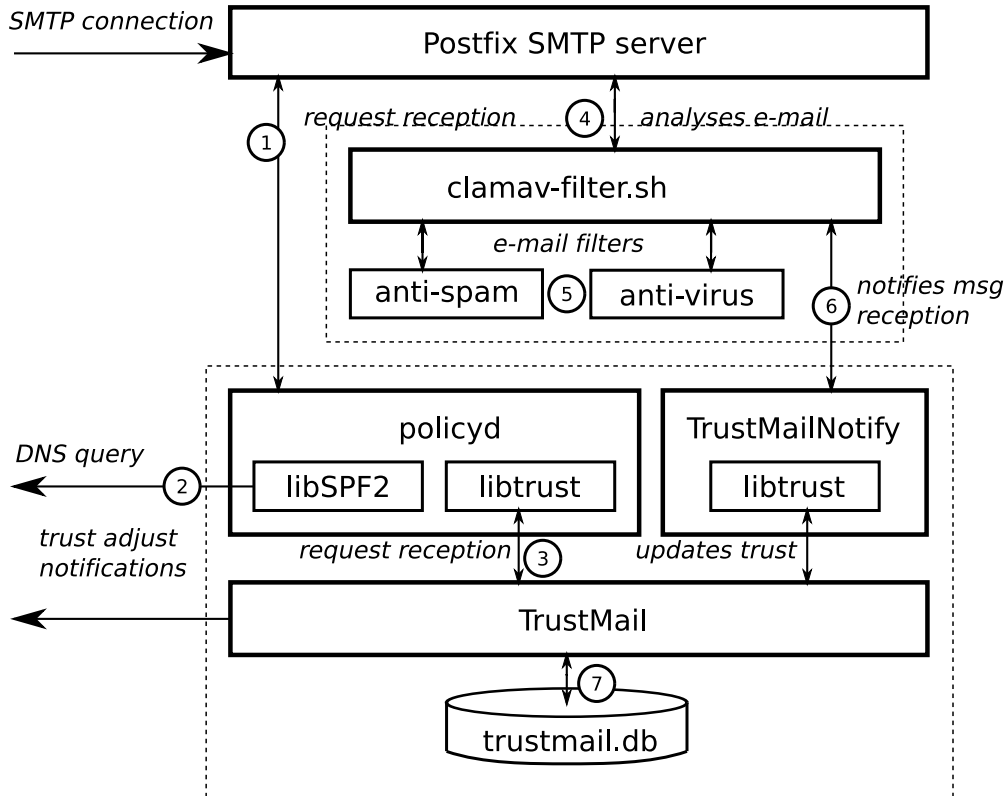 SMTP connection
Postfix SMTP server
request reception
4
analyses e-mail
1
clamav-filter.sh
e-mail filters
anti-spam
5
anti-virus
6
notifies msg
reception
policyd
TrustMailNotify
DNS query
2
libSPF2
libtrust
libtrust
trust adjust
notifications
request reception
3
updates trust
TrustMail
7
trustmail.db